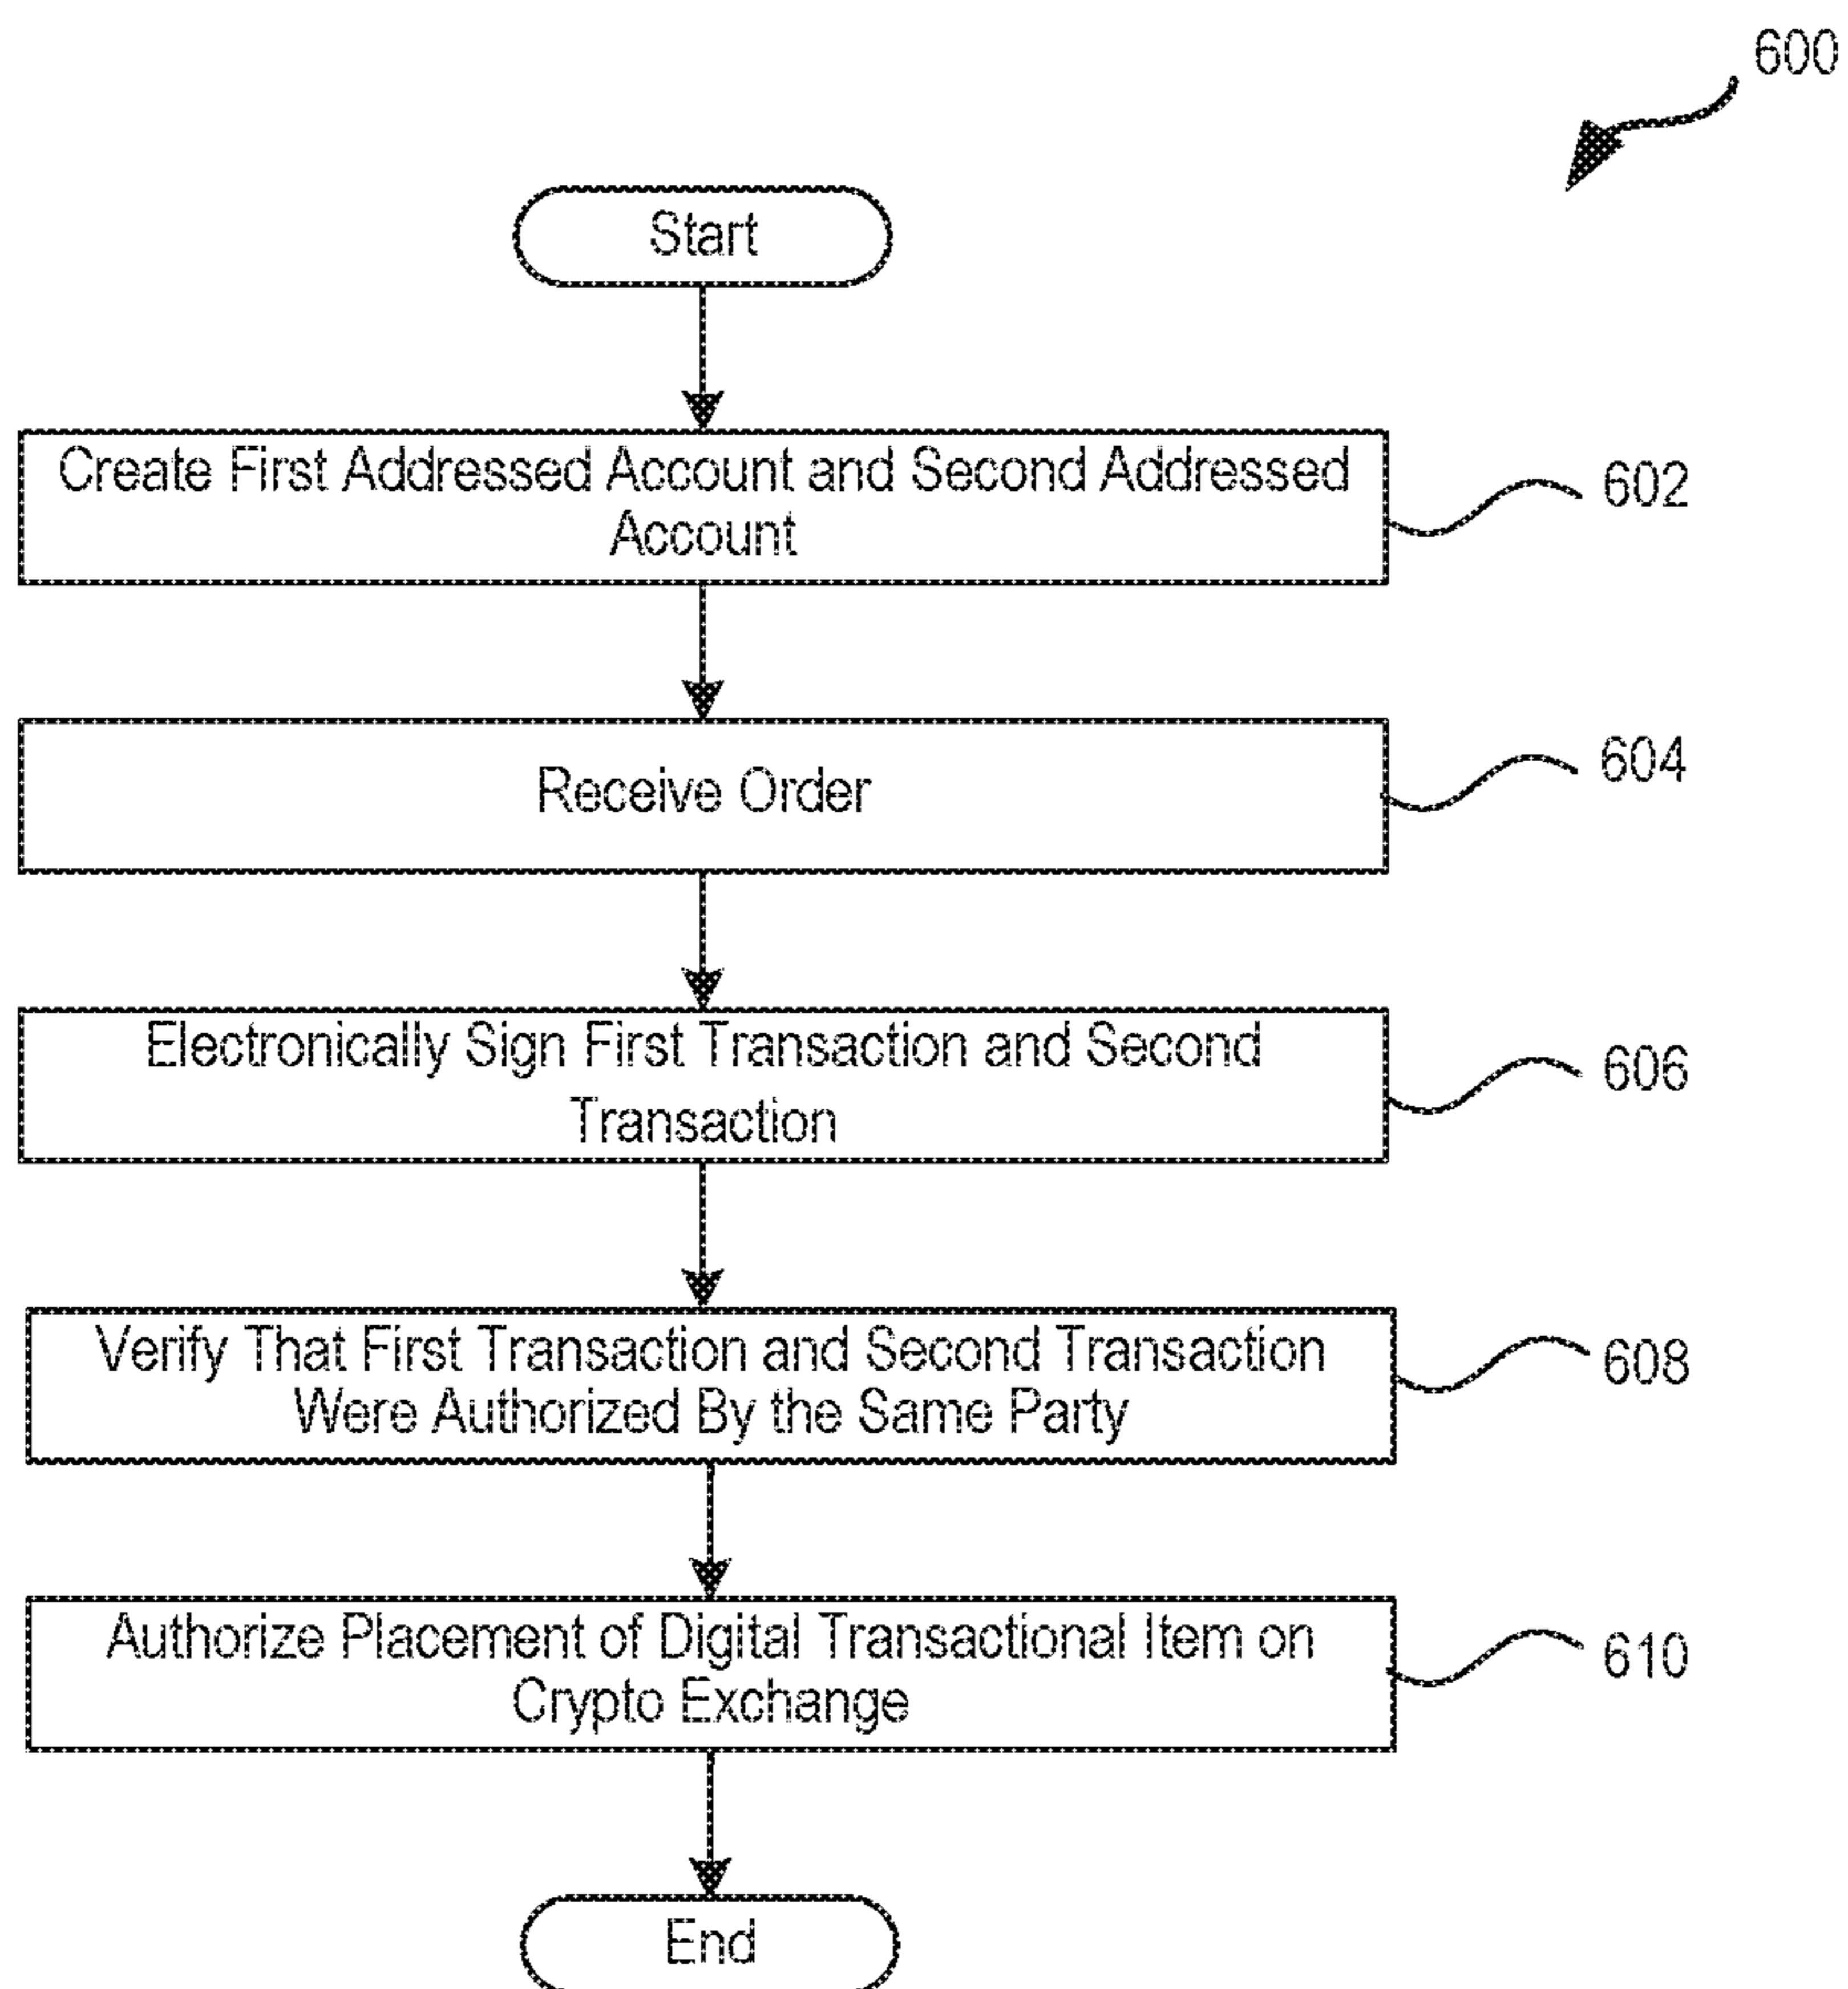 600
Start
Create First Addressed Account and Second Addressed
Account
602
Receive Order
604
Electronically Sign First Transaction and Second
Transaction
606
Verify That First Transaction and Second Transaction
Were Authorized By the Same Party
608
Authorize Placement of Digital Transactional Item on
Crypto Exchange
610
End